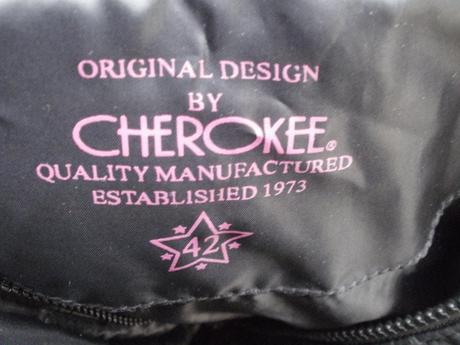 ORIGINAL DESIGN
BY
CHEROKEE®
QUALITY MANUFACTURED
ESTABLISHED 1973
42